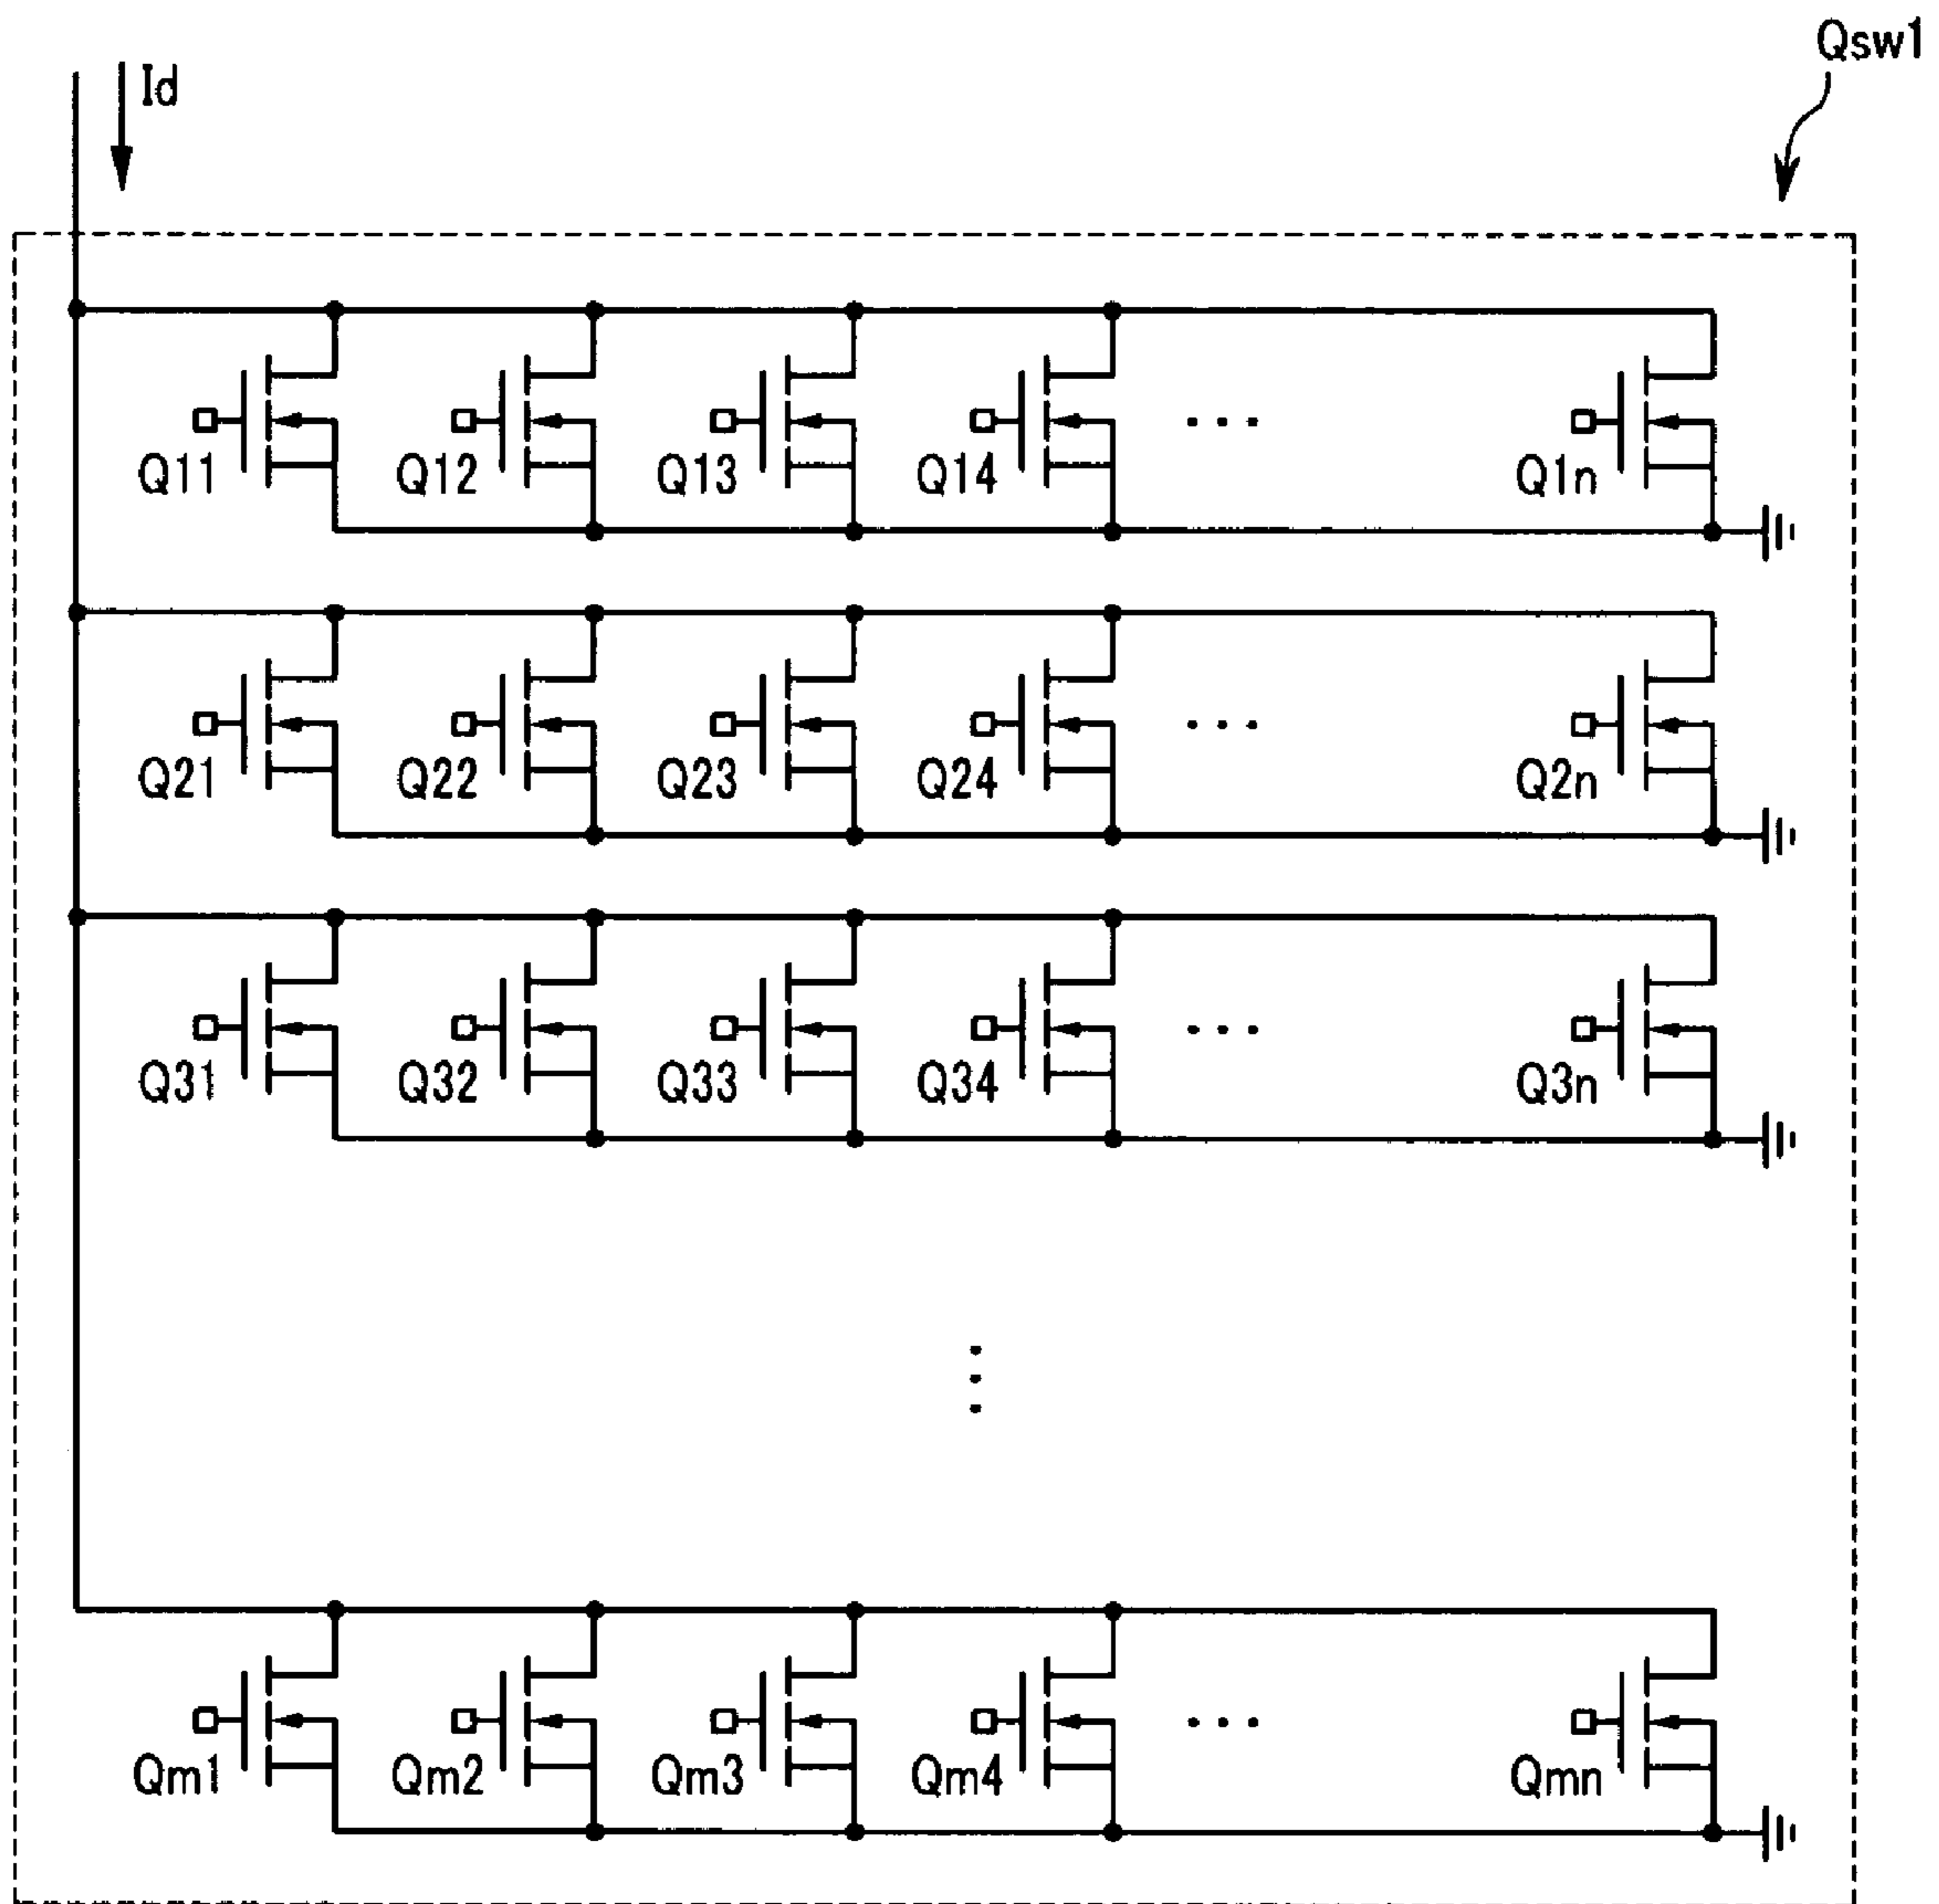 Qsw1
Id
Q11 Q12 Q13 Q14 ... Q1n
Q21 Q22 Q23 Q24 ... Q2n
Q31 Q32 Q33 Q34 ... Q3n
Qm1 Qm2 Qm3 Qm4 ... Qmn